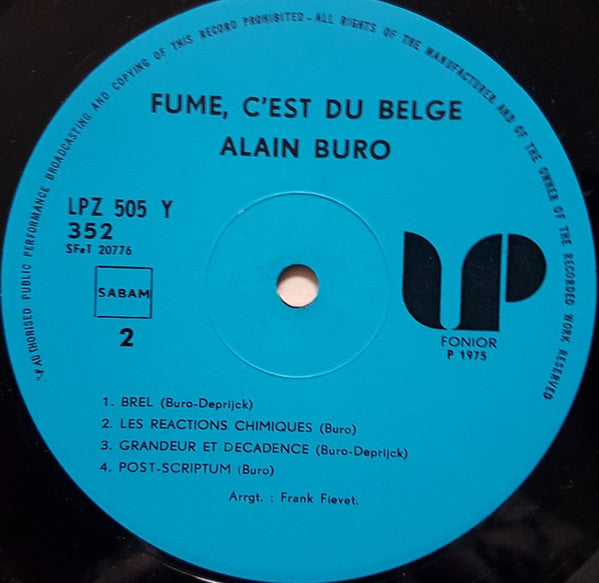 UNAUTHORISED PUBLIC PERFORMANCE BROADCASTING AND COPYING OF THIS RECORD PROHIBITED - ALL RIGHTS OF THE MANUFACTURER AND OF THE OWNER OF THE RECORDED WORK RESERVED
FUME, C'EST DU BELGE
ALAIN BURO
LPZ 505 Y
352
SFeT 20776
SABAM
2
LP
FONIOR
P 1975
1. BREL (Buro-Deprijck)
2. LES REACTIONS CHIMIQUES (Buro)
3. GRANDEUR ET DECADENCE (Buro-Deprijck)
4. POST-SCRIPTUM (Buro)
Arrgt. : Frank Fievet.